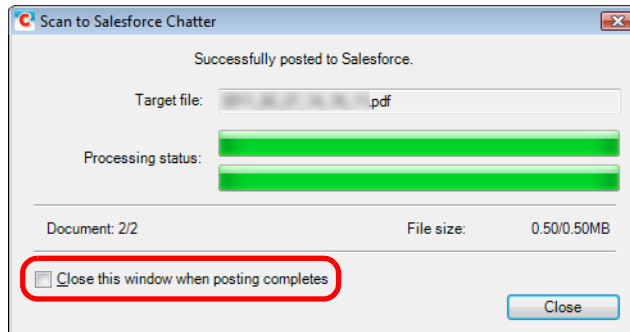 Scan to Salesforce Chatter
Successfully posted to Salesforce.
Target file: .pdf
Processing status:
Document: 2/2 File size: 0.50/0.50MB
Close this window when posting completes
Close